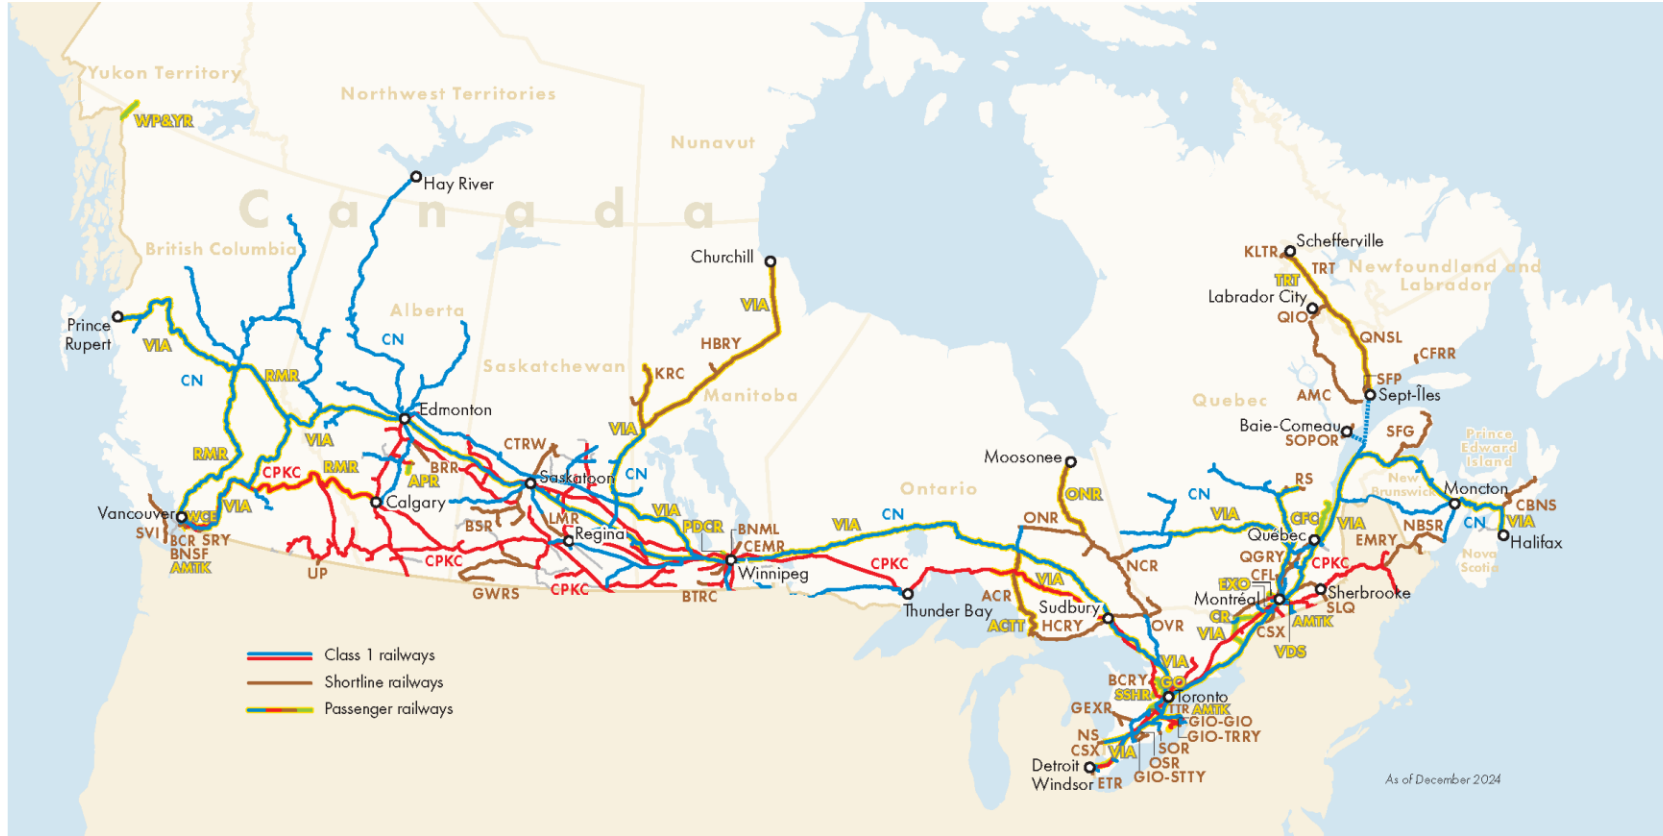 Yukon Territory
WP&YR
Northwest Territories
Nunavut
Canada
Hay River
British Columbia
Alberta
Saskatchewan
Manitoba
Ontario
Quebec
Newfoundland and
Labrador
Prince
Edward
Island
New
Brunswick
Nova
Scotia
Churchill
VIA
HBRY
KRC
VIA
CN
Prince
Rupert
VIA
CN
RMR
CN
Edmonton
VIA
RMR
CPKC
RMR
VIA
Vancouver
WCE
SVI
BCR
SRY
BNSF
AMTK
BRR
APR
Calgary
CTRW
Saskatoon
BSR
LMR
Regina
UP
CPKC
GWRS
CPKC
VIA
PDCR
BNML
CEMR
Winnipeg
BTRC
VIA
CN
CPKC
Thunder Bay
Moosonee
ONR
ONR
NCR
VIA
ACR
ACTT
Sudbury
HCRY
OVR
VIA
BCRY
GO
SSHR
Toronto
TTR
AMTK
GEXR
GIO-GIO
GIO-TRRY
NS
CSX
VIA
SOR
OSR
GIO-STTY
Detroit
Windsor
ETR
Schefferville
KLTR
TRT
TRT
Labrador City
QIO
QNSL
CFRR
SFP
AMC
Sept-Îles
Baie-Comeau
SOPOR
SFG
RS
CN
VIA
CFC
VIA
Québec
QGRY
CFL
EXO
Montréal
CR
VIA
CSX
AMTK
VDS
CPKC
Sherbrooke
SLQ
EMRY
NBSR
Moncton
CN
CBNS
VIA
Halifax
Class 1 railways
Shortline railways
Passenger railways
As of December 2024